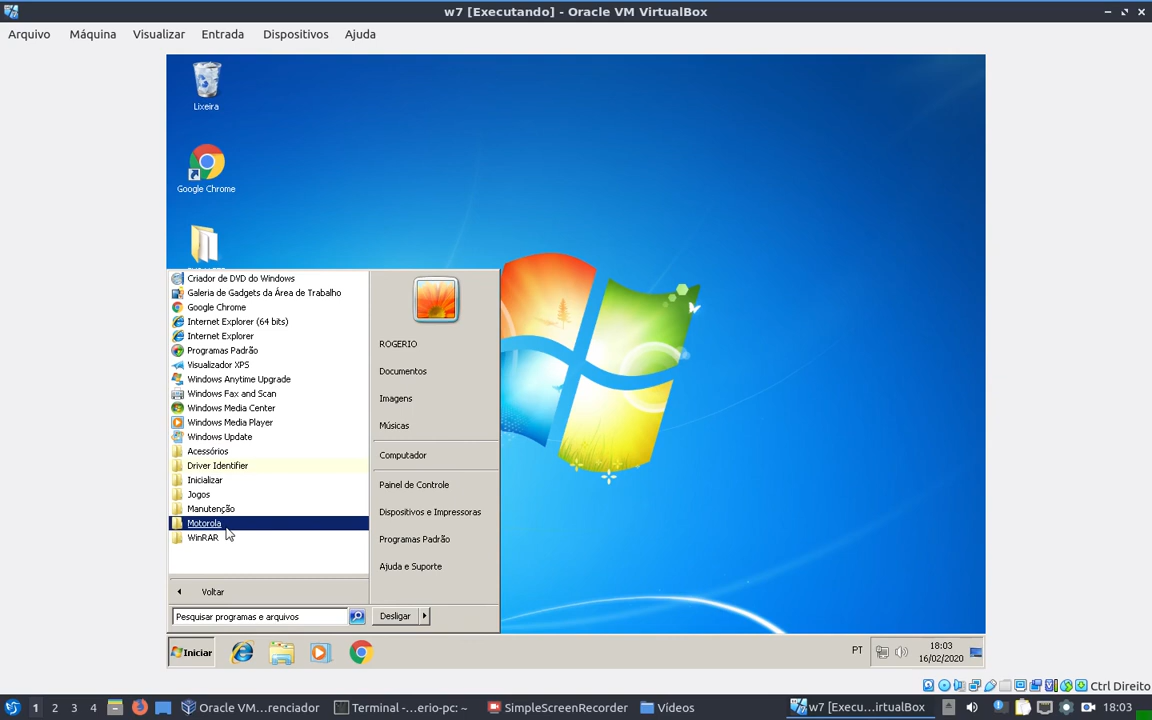 w7 [Executando] - Oracle VM VirtualBox
Arquivo Máquina Visualizar Entrada Dispositivos Ajuda
Lixeira
Google Chrome
Criador de DVD do Windows
Galeria de Gadgets da Área de Trabalho
Google Chrome
Internet Explorer (64 bits)
Internet Explorer
Programas Padrão
Visualizador XPS
Windows Anytime Upgrade
Windows Fax and Scan
Windows Media Center
Windows Media Player
Windows Update
Acessórios
Driver Identifier
Inicializar
Jogos
Manutenção
Motorola
WinRAR
Voltar
Pesquisar programas e arquivos
ROGERIO
Documentos
Imagens
Músicas
Computador
Painel de Controle
Dispositivos e Impressoras
Programas Padrão
Ajuda e Suporte
Desligar
Iniciar
PT
18:03
16/02/2020
Ctrl Direito
1 2 3 4 Oracle VM...renciador Terminal -...erio-pc: ~ SimpleScreenRecorder Vídeos w7 [Execu...irtualBox 18:03